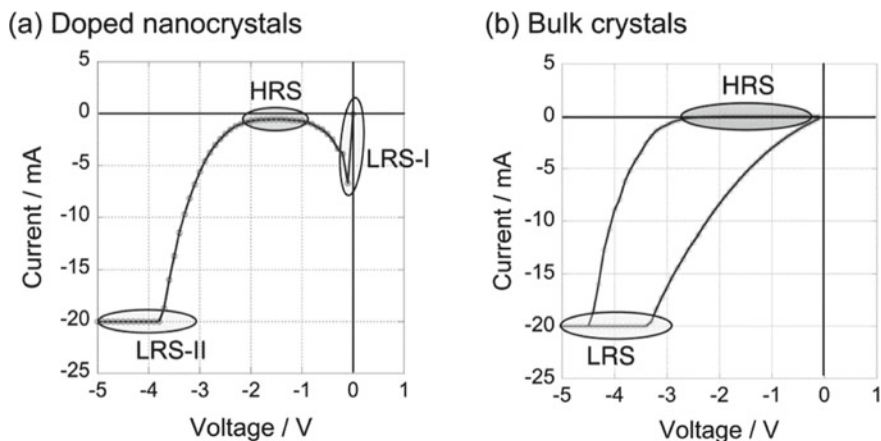 (a) Doped nanocrystals
5
0
-5
-10
-15
-20
-25
Current / mA
HRS
LRS-I
LRS-II
-5 -4 -3 -2 -1 0 1
Voltage / V
(b) Bulk crystals
5
0
-5
-10
-15
-20
-25
Current / mA
HRS
LRS
-5 -4 -3 -2 -1 0 1
Voltage / V